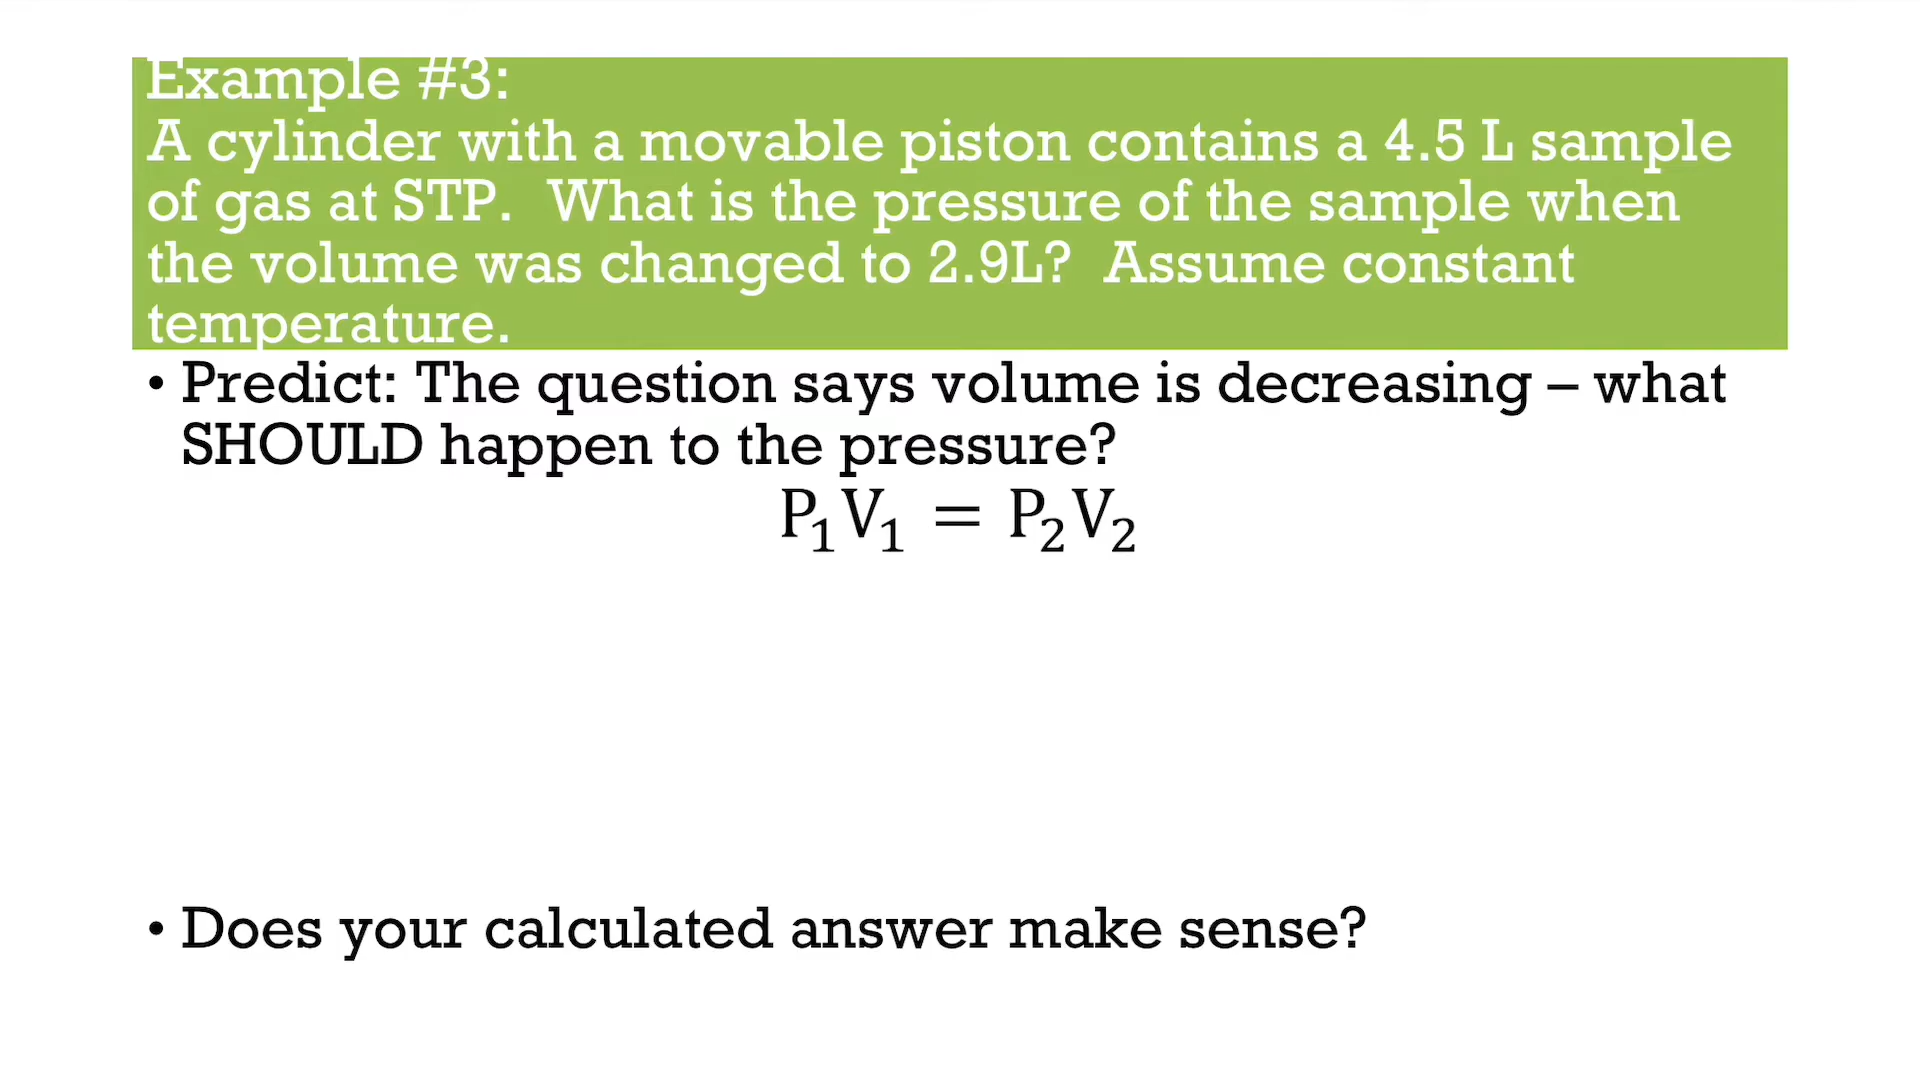 Example #3:
A cylinder with a movable piston contains a 4.5 L sample
of gas at STP.  What is the pressure of the sample when
the volume was changed to 2.9L?  Assume constant
temperature.
• Predict: The question says volume is decreasing – what
SHOULD happen to the pressure?
P₁V₁ = P₂V₂
• Does your calculated answer make sense?